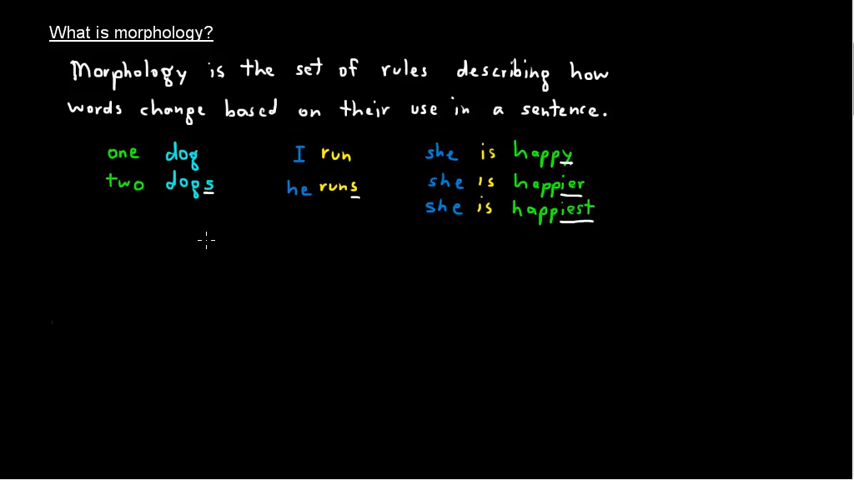 What is morphology?
Morphology is the set of rules describing how
words change based on their use in a sentence.
one dog I run she is happy
two dogs he runs she is happier
she is happiest